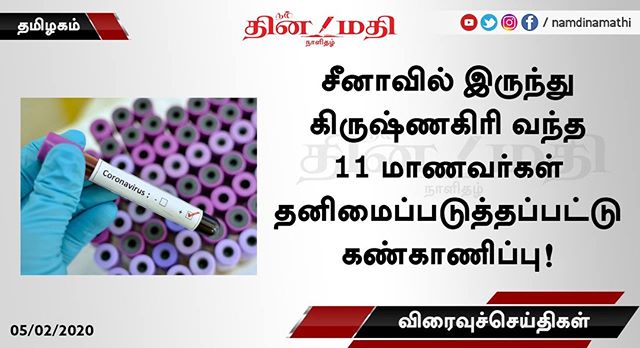 தமிழகம்
நம்
தின மதி
நாளிதழ்
/ namdinamathi
சீனாவில் இருந்து
கிருஷ்ணகிரி வந்த
11 மாணவர்கள்
தனிமைப்படுத்தப்பட்டு
கண்காணிப்பு!
Coronavirus :
- +
05/02/2020
விரைவுச்செய்திகள்